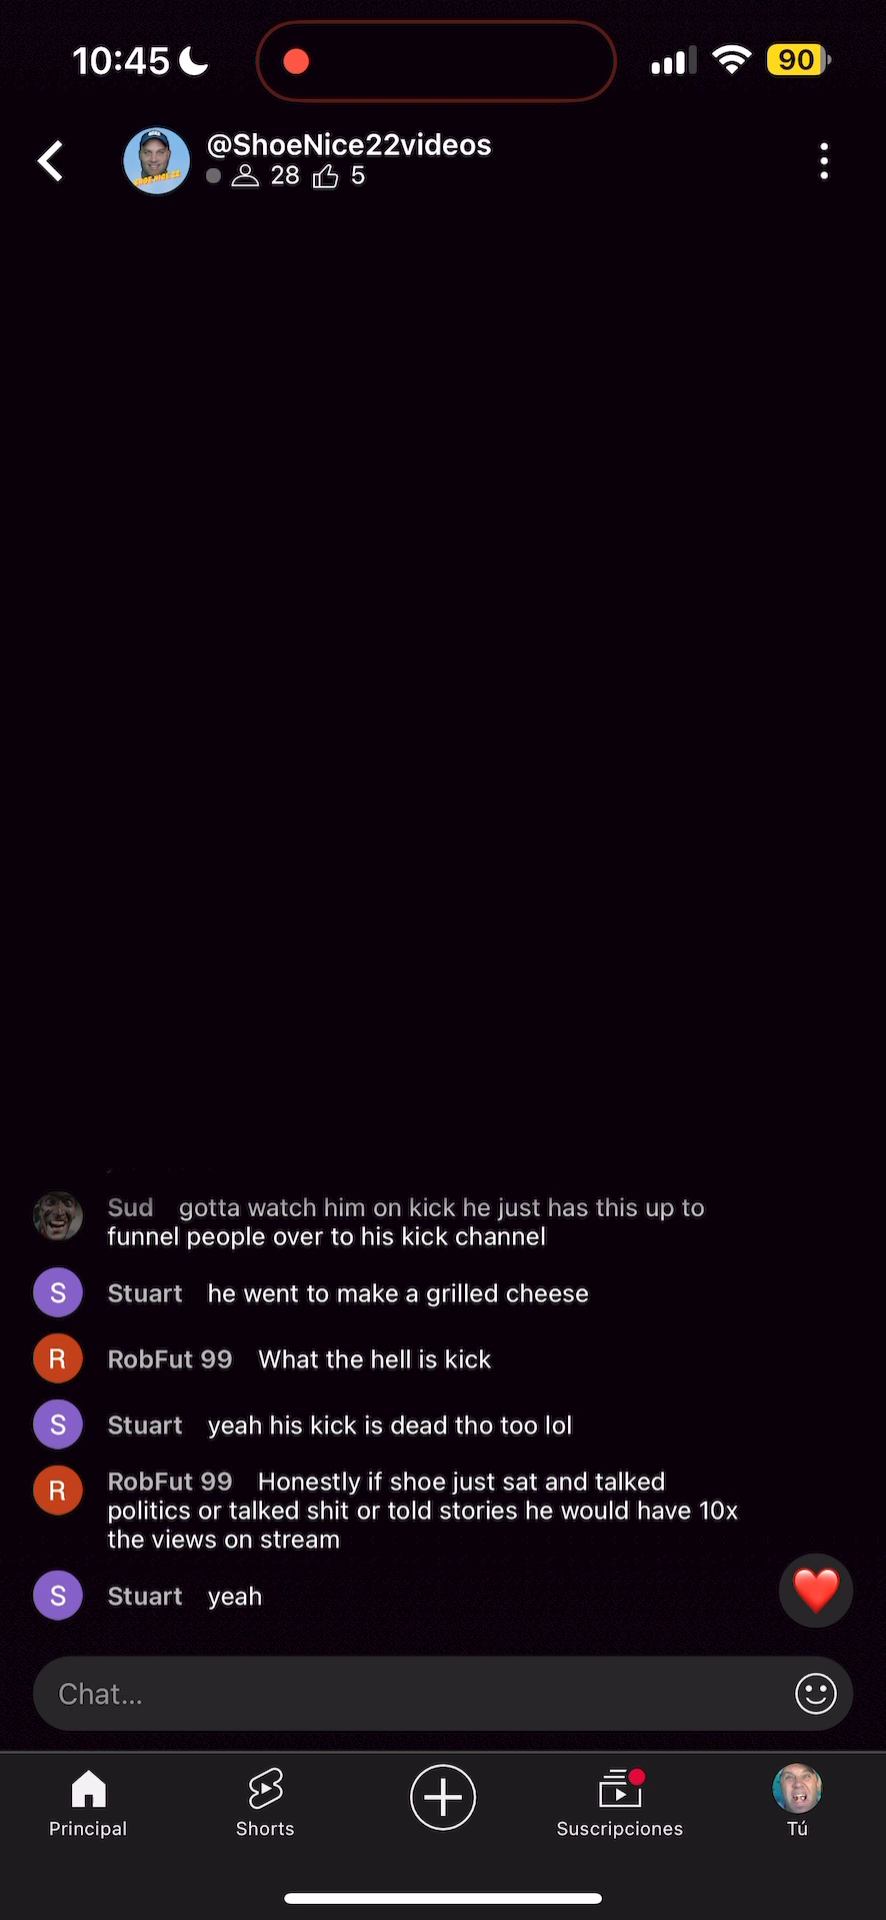 10:45
90
@ShoeNice22videos
28 5
Sud gotta watch him on kick he just has this up to
funnel people over to his kick channel
S Stuart he went to make a grilled cheese
R RobFut 99 What the hell is kick
S Stuart yeah his kick is dead tho too lol
R RobFut 99 Honestly if shoe just sat and talked
politics or talked shit or told stories he would have 10x
the views on stream
S Stuart yeah
Chat...
Principal Shorts Suscripciones Tú